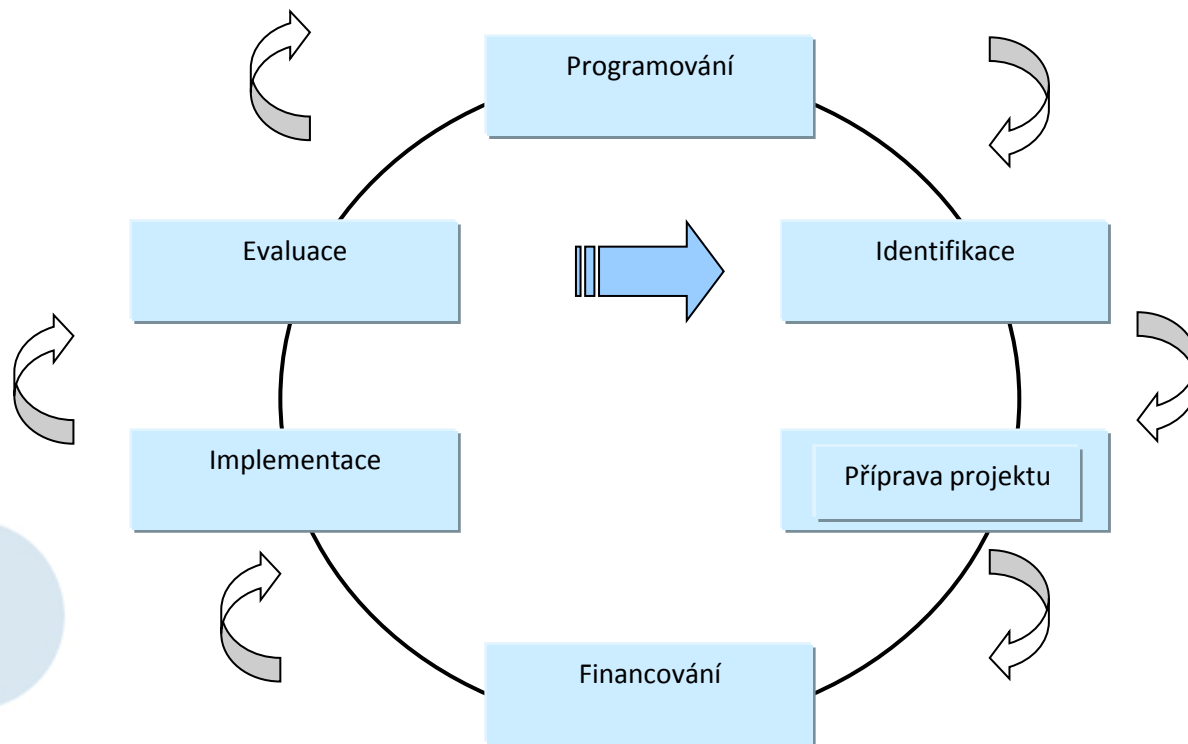 Programování
Evaluace
Identifikace
Implementace
Příprava projektu
Financování